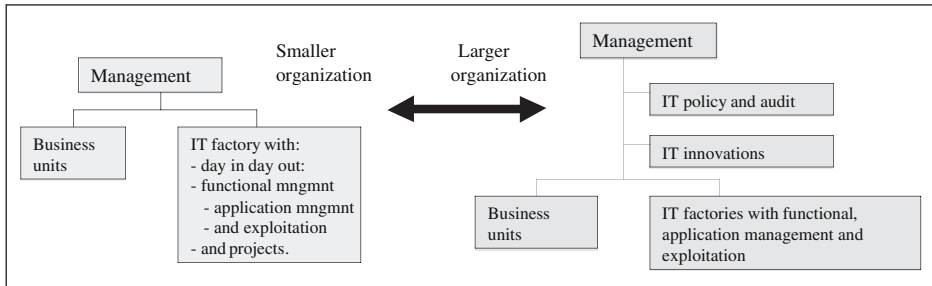 Smaller
organization
Larger
organization
Management
Business
units
IT factory with:
- day in day out:
- functional mngmnt
- application mngmnt
- and exploitation
- and projects.
Management
IT policy and audit
IT innovations
Business
units
IT factories with functional,
application management and
exploitation